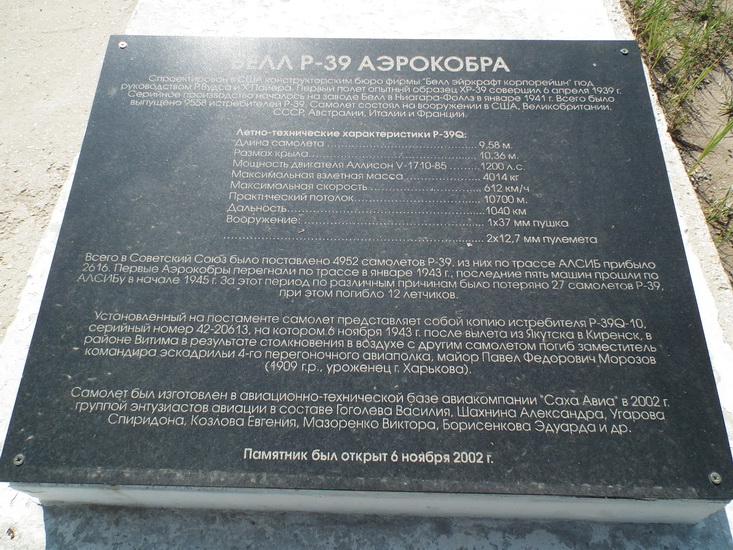 БЕЛЛ Р-39 АЭРОКОБРА
Спроектирован в США конструкторским бюро фирмы "Белл эйркрафт корпорейшн" под
руководством Р.Вудса и Х.Пойера. Первый полет опытный образец ХР-39 совершил 6 апреля 1939 г.
Серийное производство началось на заводе Белл в Ниагара-Фоллз в январе 1941 г. Всего было
выпущено 9558 истребителей Р-39. Самолет состоял на вооружении в США, Великобритании,
СССР, Австралии, Италии и Франции.
Летно-технические характеристики P-39Q:
Длина самолета 9,58 м.
Размах крыла 10,36 м.
Мощность двигателя Аллисон V-1710-85 1200 л.с.
Максимальная взлетная масса 4014 кг
Максимальная скорость 612 км/ч
Практический потолок 10700 м.
Дальность 1040 км
Вооружение: 1х37 мм пушка
2х12,7 мм пулемета
Всего в Советский Союз было поставлено 4952 самолетов Р-39, из них по трассе АЛСИБ прибыло
2616. Первые Аэрокобры перегнали по трассе в январе 1943 г., последние пять машин прошли по
АЛСИБу в начале 1945 г. За этот период по различным причинам было потеряно 27 самолетов Р-39,
при этом погибло 12 летчиков.
Установленный на постаменте самолет представляет собой копию истребителя P-39Q-10,
серийный номер 42-20613, на котором 6 ноября 1943 г. после вылета из Якутска в Киренск, в
районе Витима в результате столкновения в воздухе с другим самолетом погиб заместитель
командира эскадрильи 4-го перегоночного авиаполка, майор Павел Федорович Морозов
(1909 г.р., уроженец г. Харькова).
Самолет был изготовлен в авиационно-технической базе авиакомпании "Саха Авиа" в 2002 г.
группой энтузиастов авиации в составе Гоголева Василия, Шахнина Александра, Угарова
Спиридона, Козлова Евгения, Мазоренко Виктора, Борисенкова Эдуарда и др.
Памятник был открыт 6 ноября 2002 г.